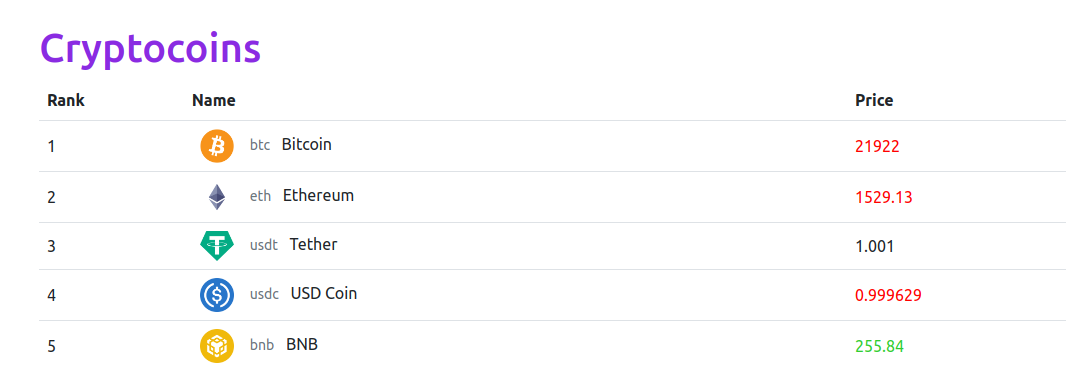 Cryptocoins
Rank Name Price
1 btc Bitcoin 21922
2 eth Ethereum 1529.13
3 usdt Tether 1.001
4 usdc USD Coin 0.999629
5 bnb BNB 255.84